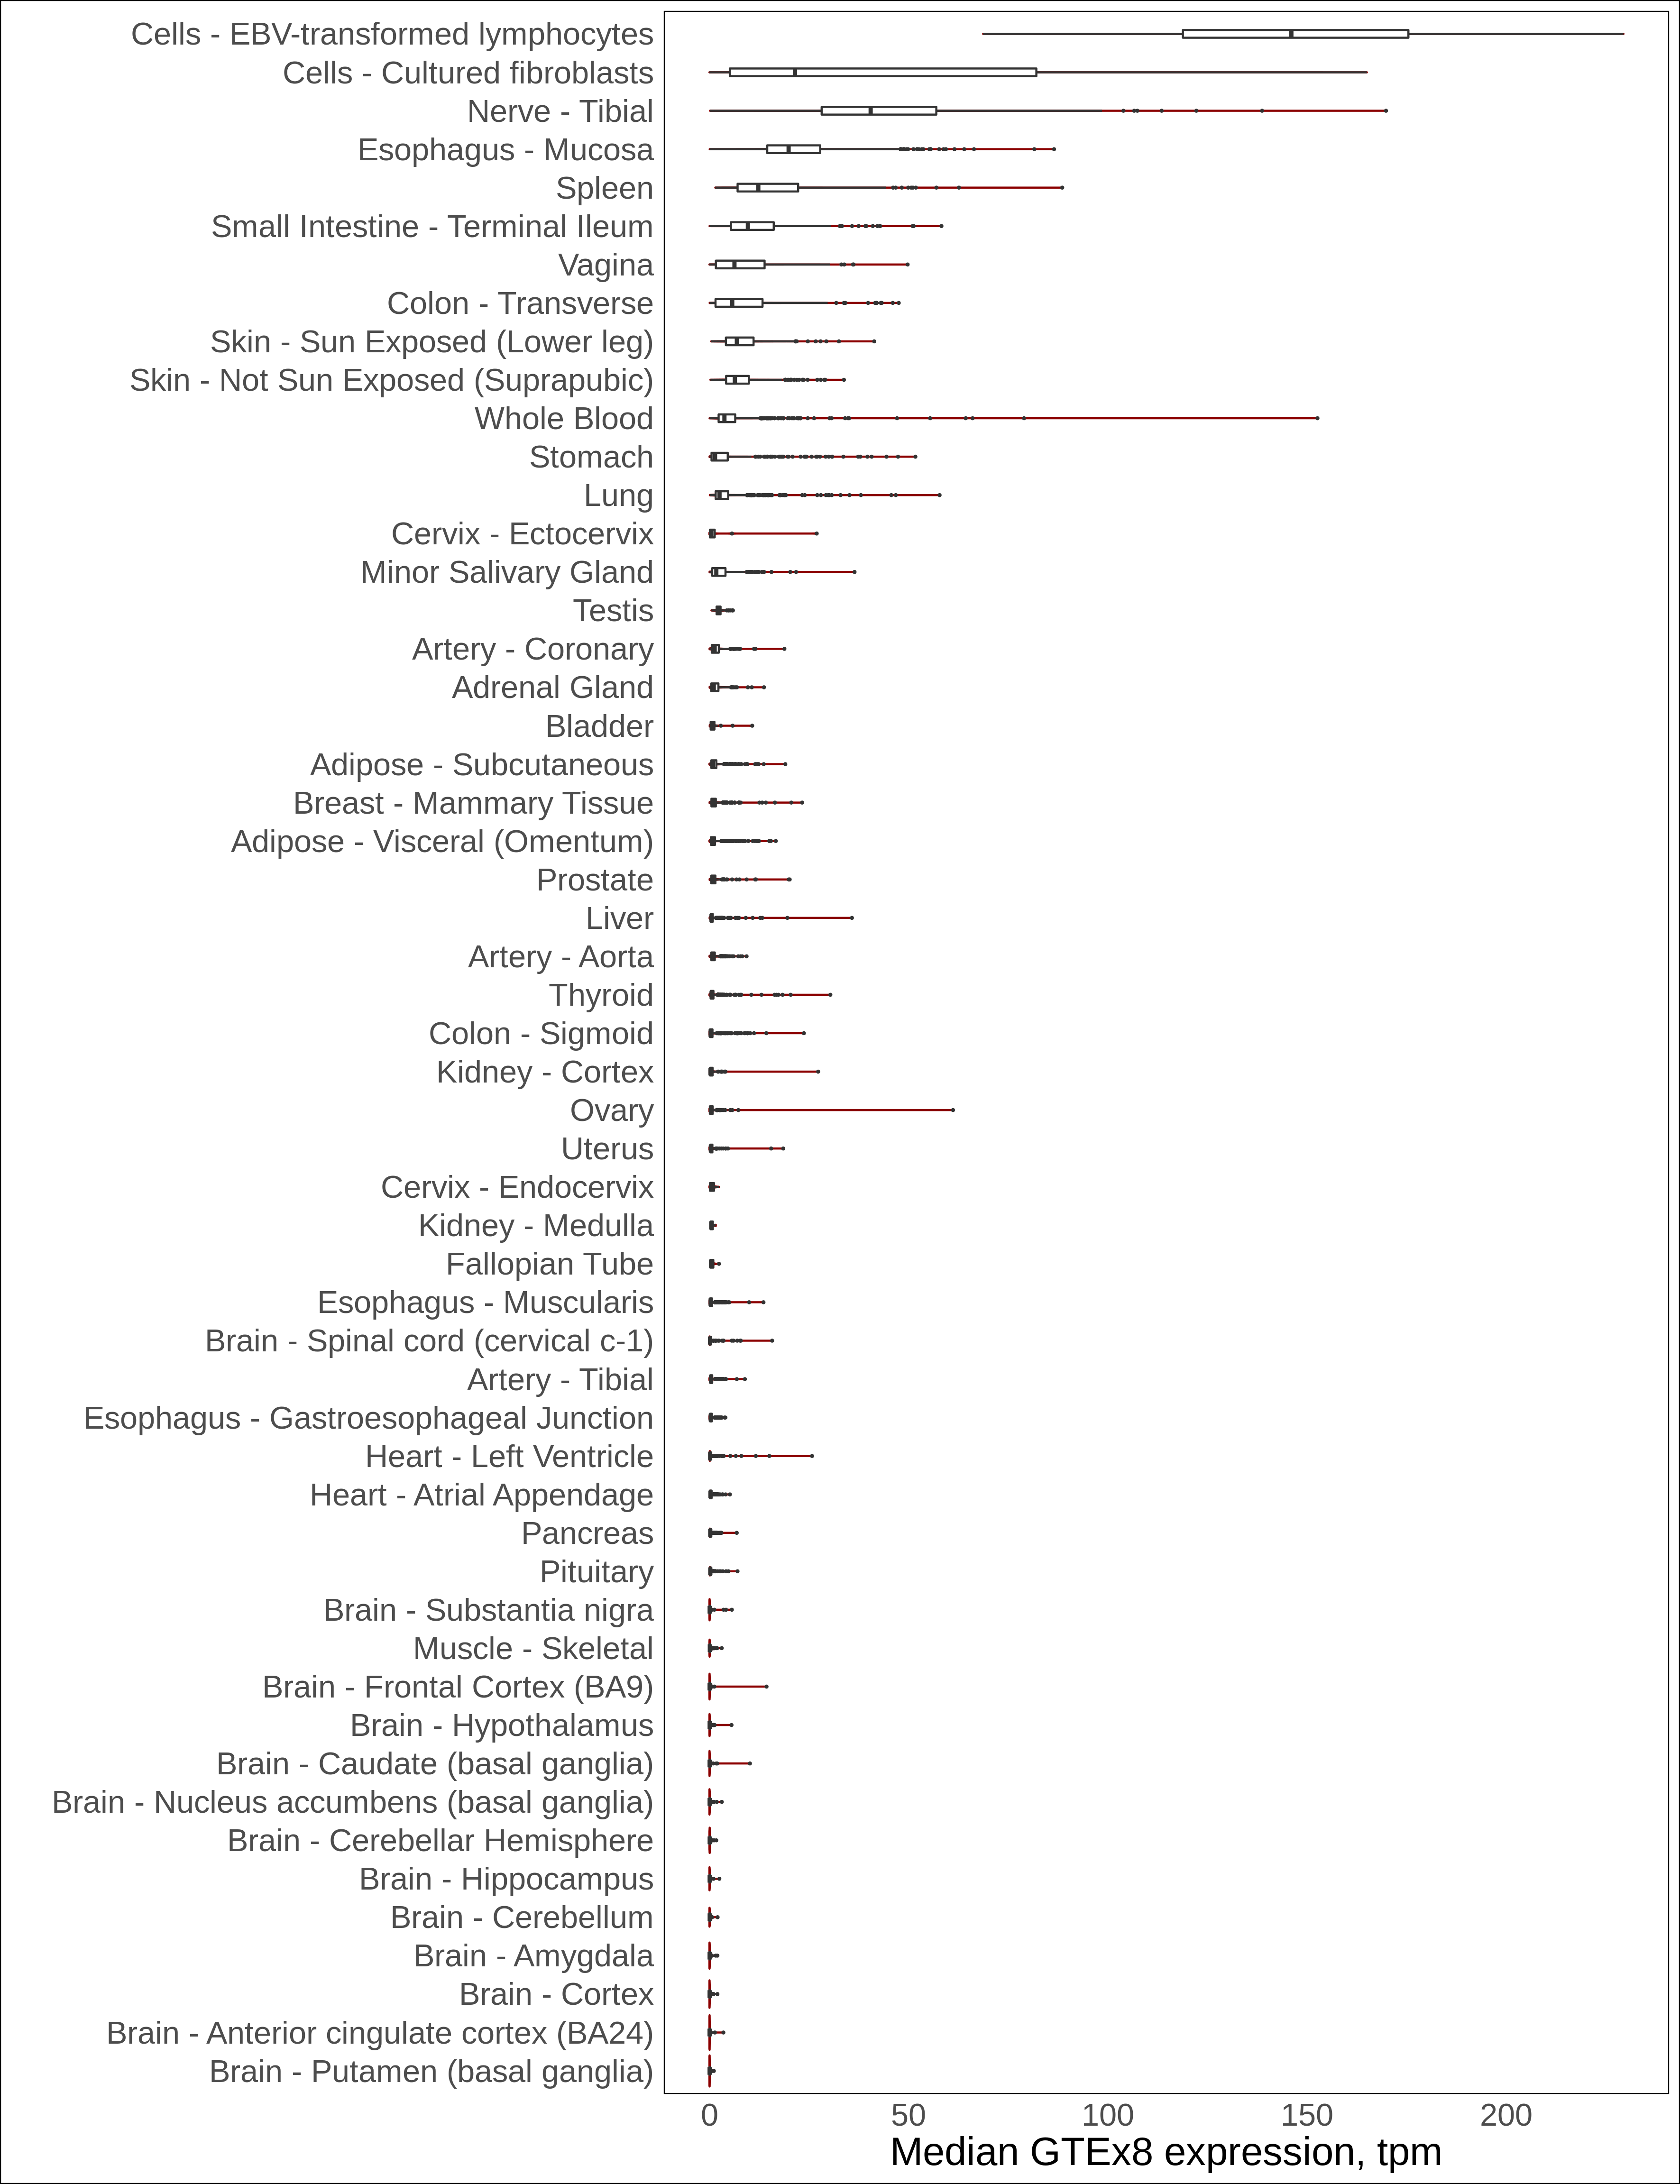 Cells - EBV-transformed lymphocytes
Cells - Cultured fibroblasts
Nerve - Tibial
Esophagus - Mucosa
Spleen
Small Intestine - Terminal Ileum
Vagina
Colon - Transverse
Skin - Sun Exposed (Lower leg)
Skin - Not Sun Exposed (Suprapubic)
Whole Blood
Stomach
Lung
Cervix - Ectocervix
Minor Salivary Gland
Testis
Artery - Coronary
Adrenal Gland
Bladder
Adipose - Subcutaneous
Breast - Mammary Tissue
Adipose - Visceral (Omentum)
Prostate
Liver
Artery - Aorta
Thyroid
Colon - Sigmoid
Kidney - Cortex
Ovary
Uterus
Cervix - Endocervix
Kidney - Medulla
Fallopian Tube
Esophagus - Muscularis
Brain - Spinal cord (cervical c-1)
Artery - Tibial
Esophagus - Gastroesophageal Junction
Heart - Left Ventricle
Heart - Atrial Appendage
Pancreas
Pituitary
Brain - Substantia nigra
Muscle - Skeletal
Brain - Frontal Cortex (BA9)
Brain - Hypothalamus
Brain - Caudate (basal ganglia)
Brain - Nucleus accumbens (basal ganglia)
Brain - Cerebellar Hemisphere
Brain - Hippocampus
Brain - Cerebellum
Brain - Amygdala
Brain - Cortex
Brain - Anterior cingulate cortex (BA24)
Brain - Putamen (basal ganglia)
0 50 100 150 200
Median GTEx8 expression, tpm